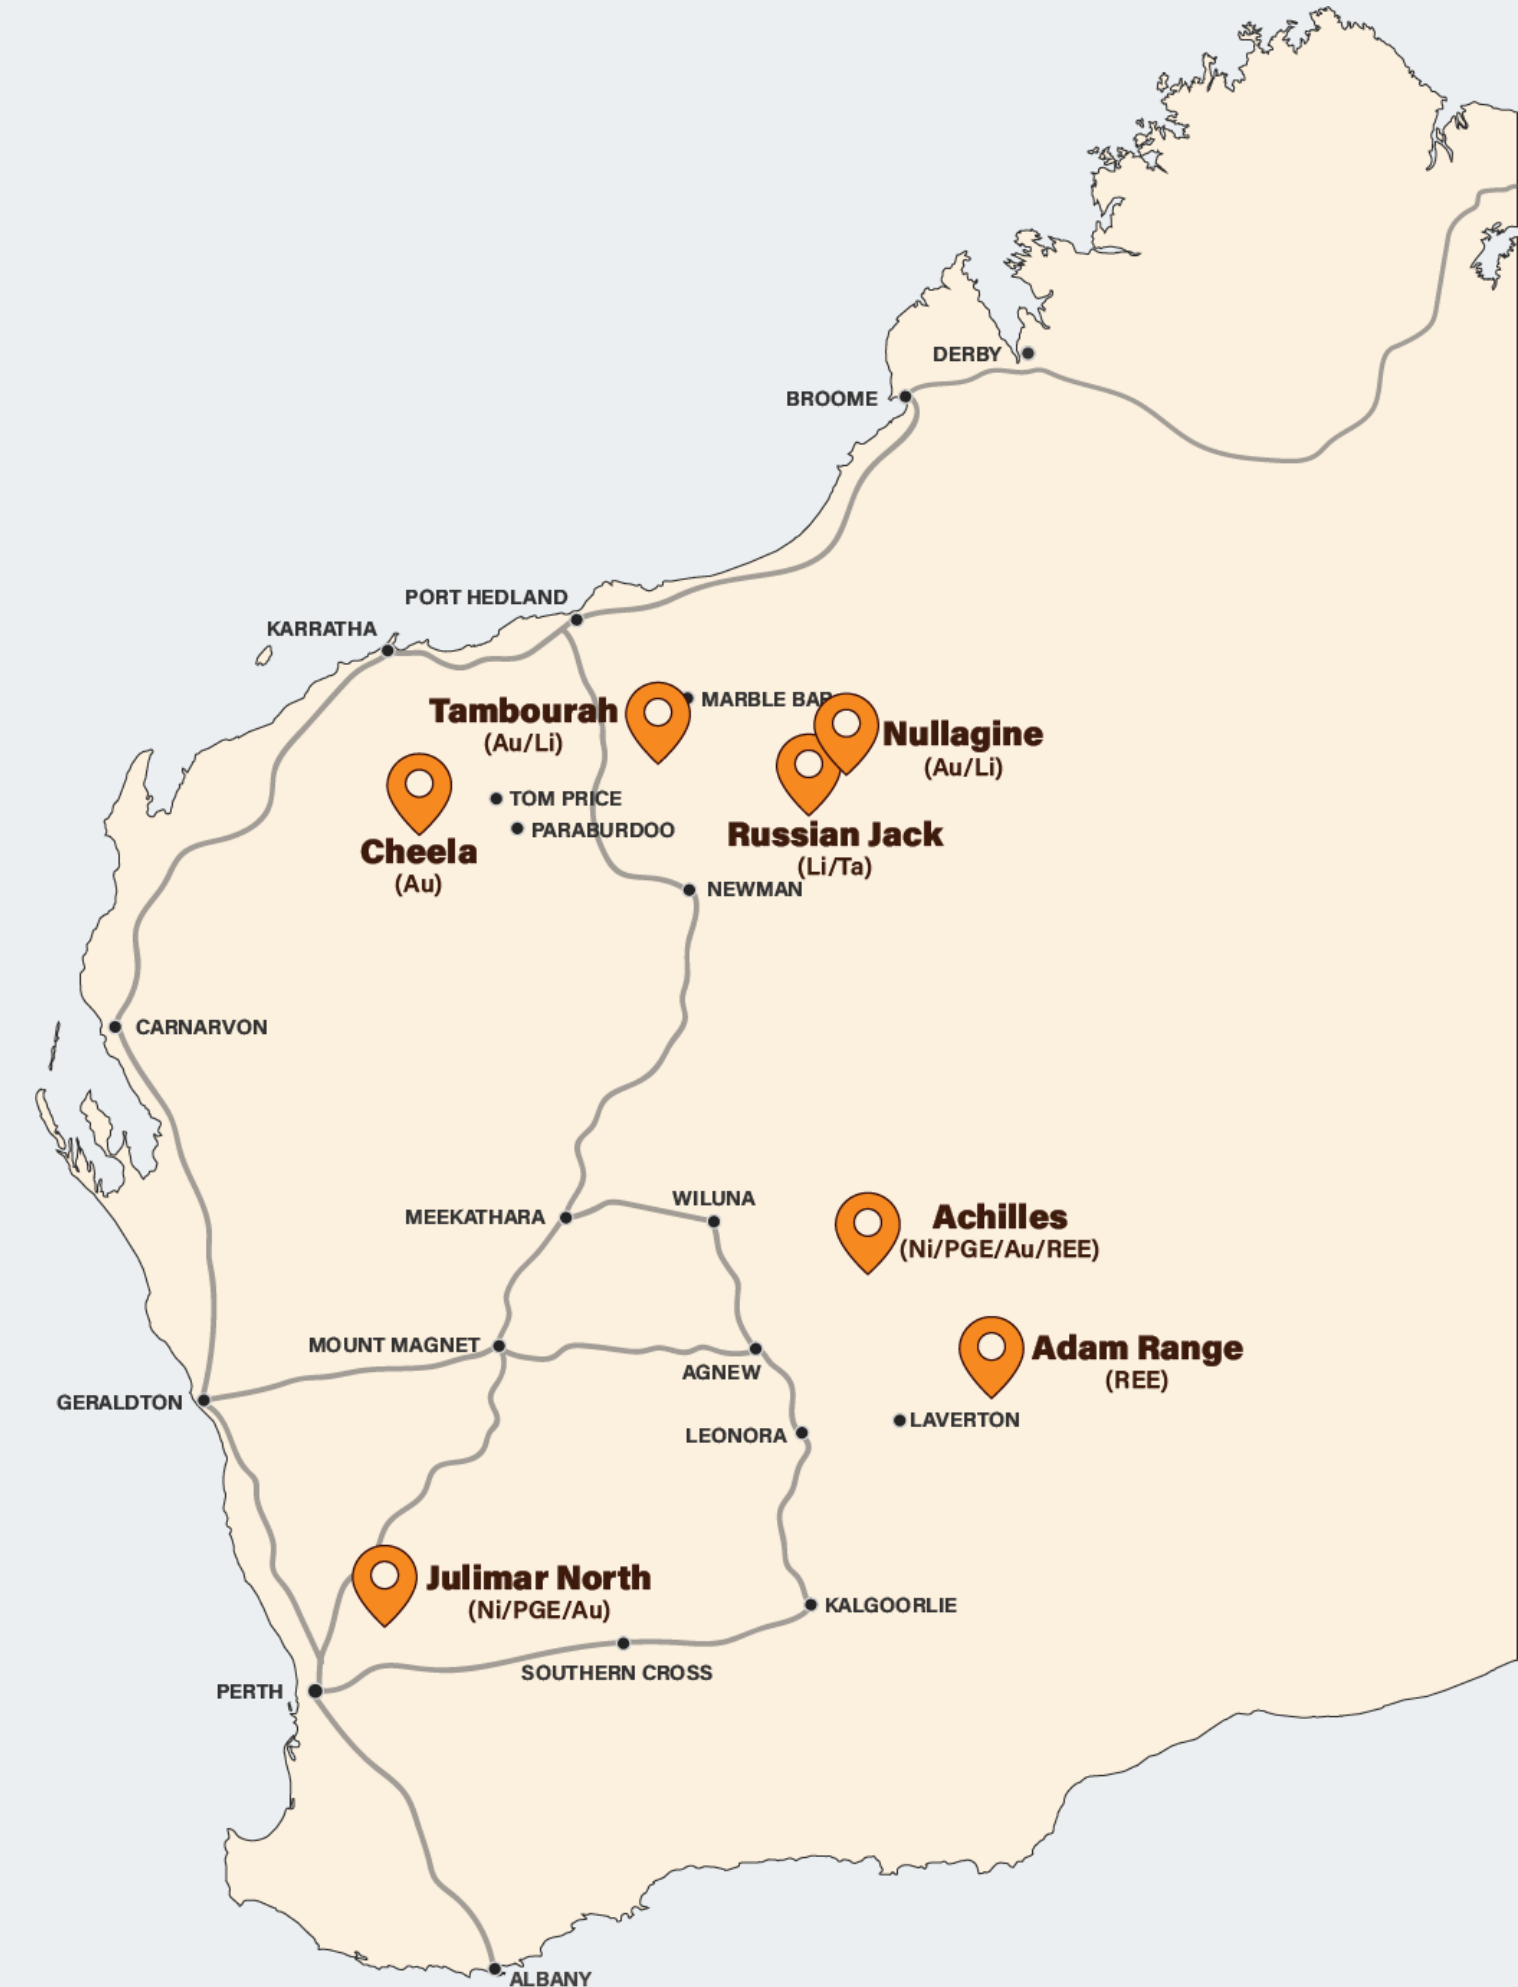 DERBY
BROOME
PORT HEDLAND
KARRATHA
MARBLE BAR
Tambourah
(Au/Li)
Nullagine
(Au/Li)
TOM PRICE
PARABURDOO
Russian Jack
(Li/Ta)
Cheela
(Au)
NEWMAN
CARNARVON
WILUNA
MEEKATHARA
Achilles
(Ni/PGE/Au/REE)
MOUNT MAGNET
Adam Range
(REE)
AGNEW
GERALDTON
LAVERTON
LEONORA
Julimar North
(Ni/PGE/Au)
KALGOORLIE
SOUTHERN CROSS
PERTH
ALBANY